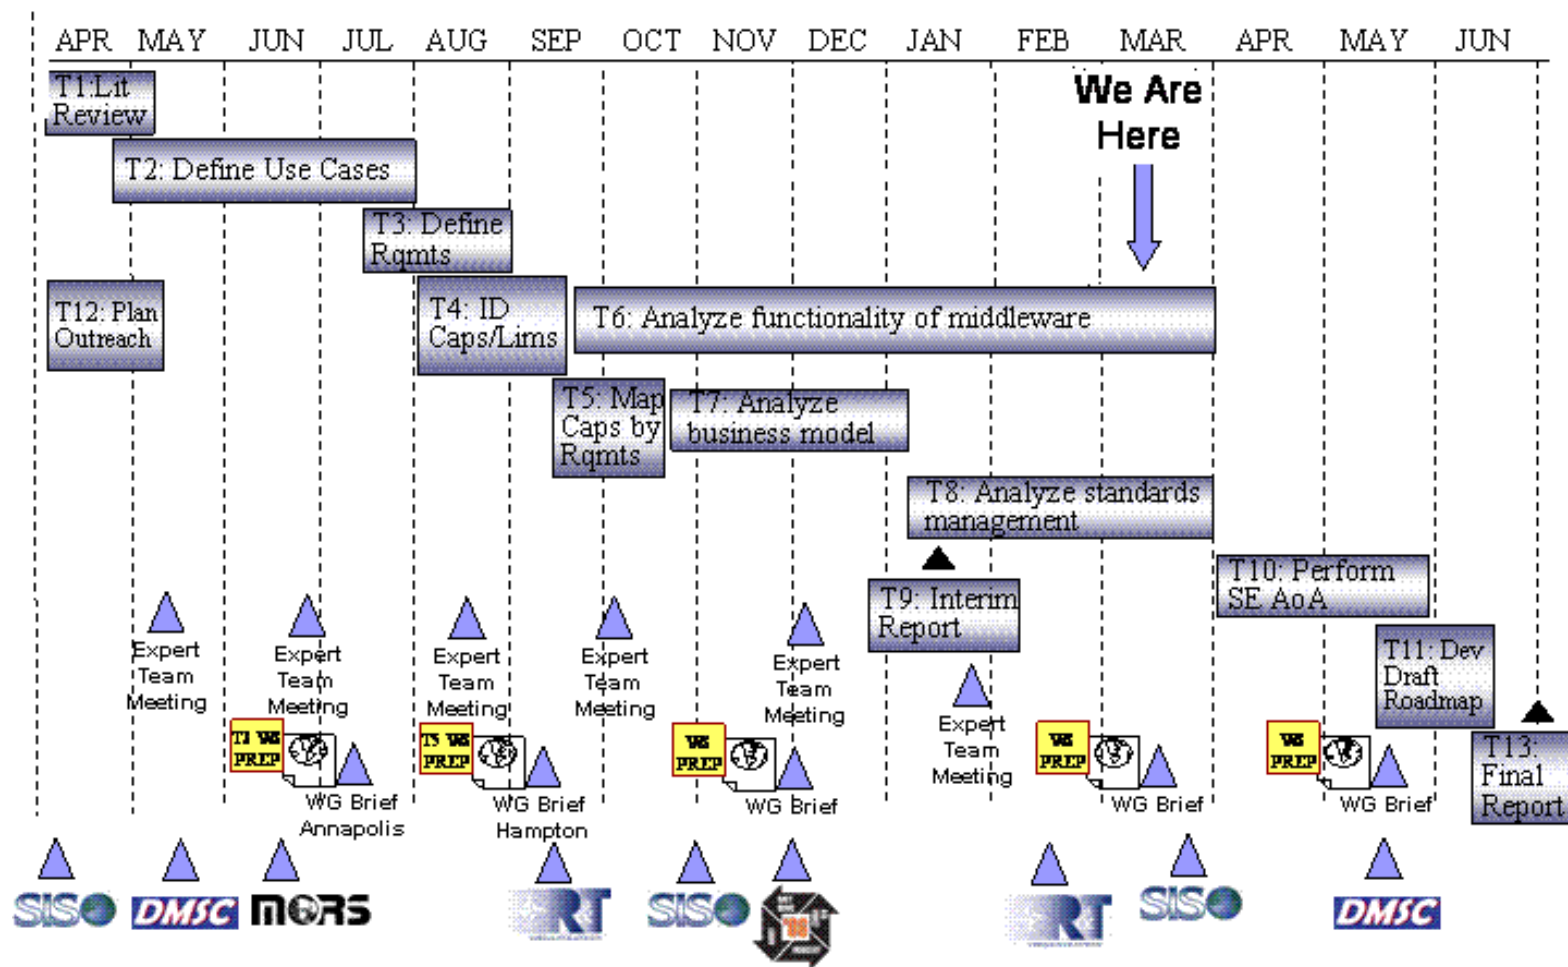 APR MAY JUN JUL AUG SEP OCT NOV DEC JAN FEB MAR APR MAY JUN
We Are
Here
T1:Lit
Review
T2: Define Use Cases
T3: Define
Rqmts
T12: Plan
Outreach
T4: ID
Caps/Lims
T6: Analyze functionality of middleware
T5: Map
Caps by
Rqmts
T7: Analyze
business model
T8: Analyze standards
management
T9: Interim
Report
T10: Perform
SE AoA
T11: Dev
Draft
Roadmap
T13:
Final
Report
Expert
Team
Meeting
Expert
Team
Meeting
Expert
Team
Meeting
Expert
Team
Meeting
Expert
Team
Meeting
Expert
Team
Meeting
PREP
WG Brief
Annapolis
PREP
WG Brief
Hampton
PREP
WG Brief
PREP
WG Brief
PREP
WG Brief
SISO
DMSC
MORS
SISO
SISO
DMSC